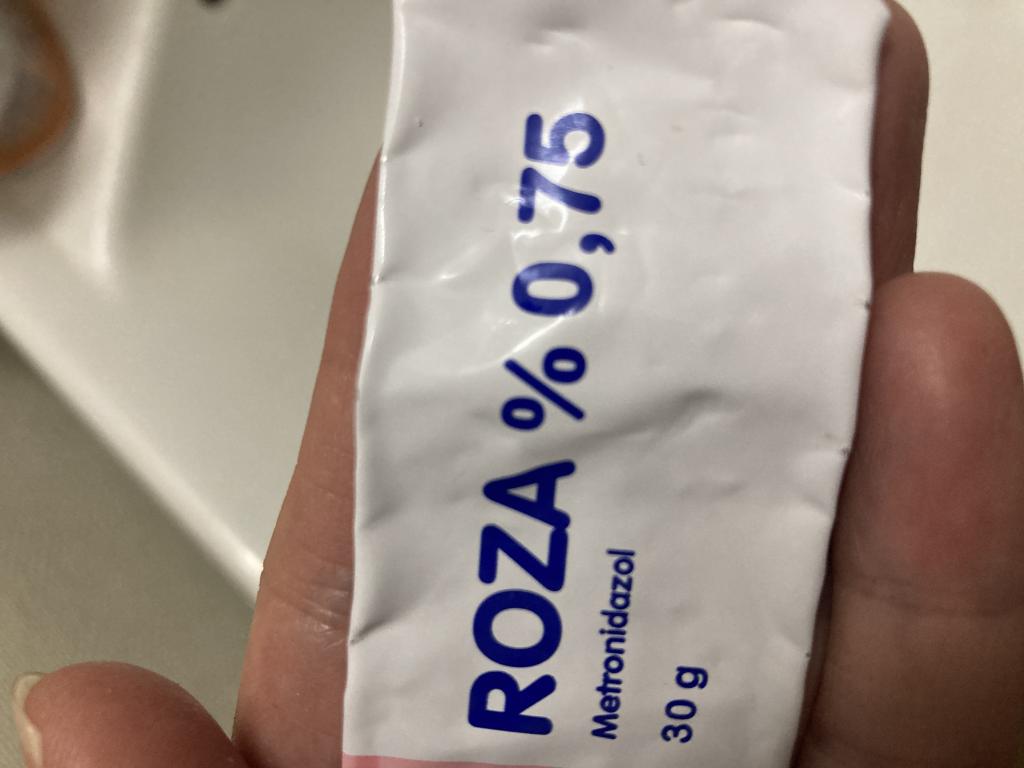 ROZA % 0,75
Metronidazol
30 g